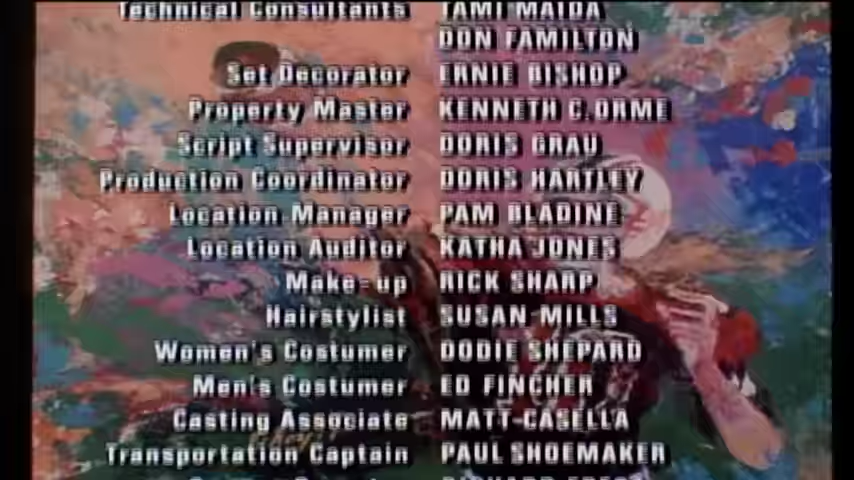 Technical Consultants TAMI MAIDA
DON FAMILTON
Set Decorator ERNIE BISHOP
Property Master KENNETH C. ORME
Script Supervisor DORIS GRAU
Production Coordinator DORIS HARTLEY
Location Manager PAM BLADINE
Location Auditor KATHA JONES
Make-up RICK SHARP
Hairstylist SUSAN MILLS
Women's Costumer DODIE SHEPARD
Men's Costumer ED FINCHER
Casting Associate MATT CASELLA
Transportation Captain PAUL SHOEMAKER